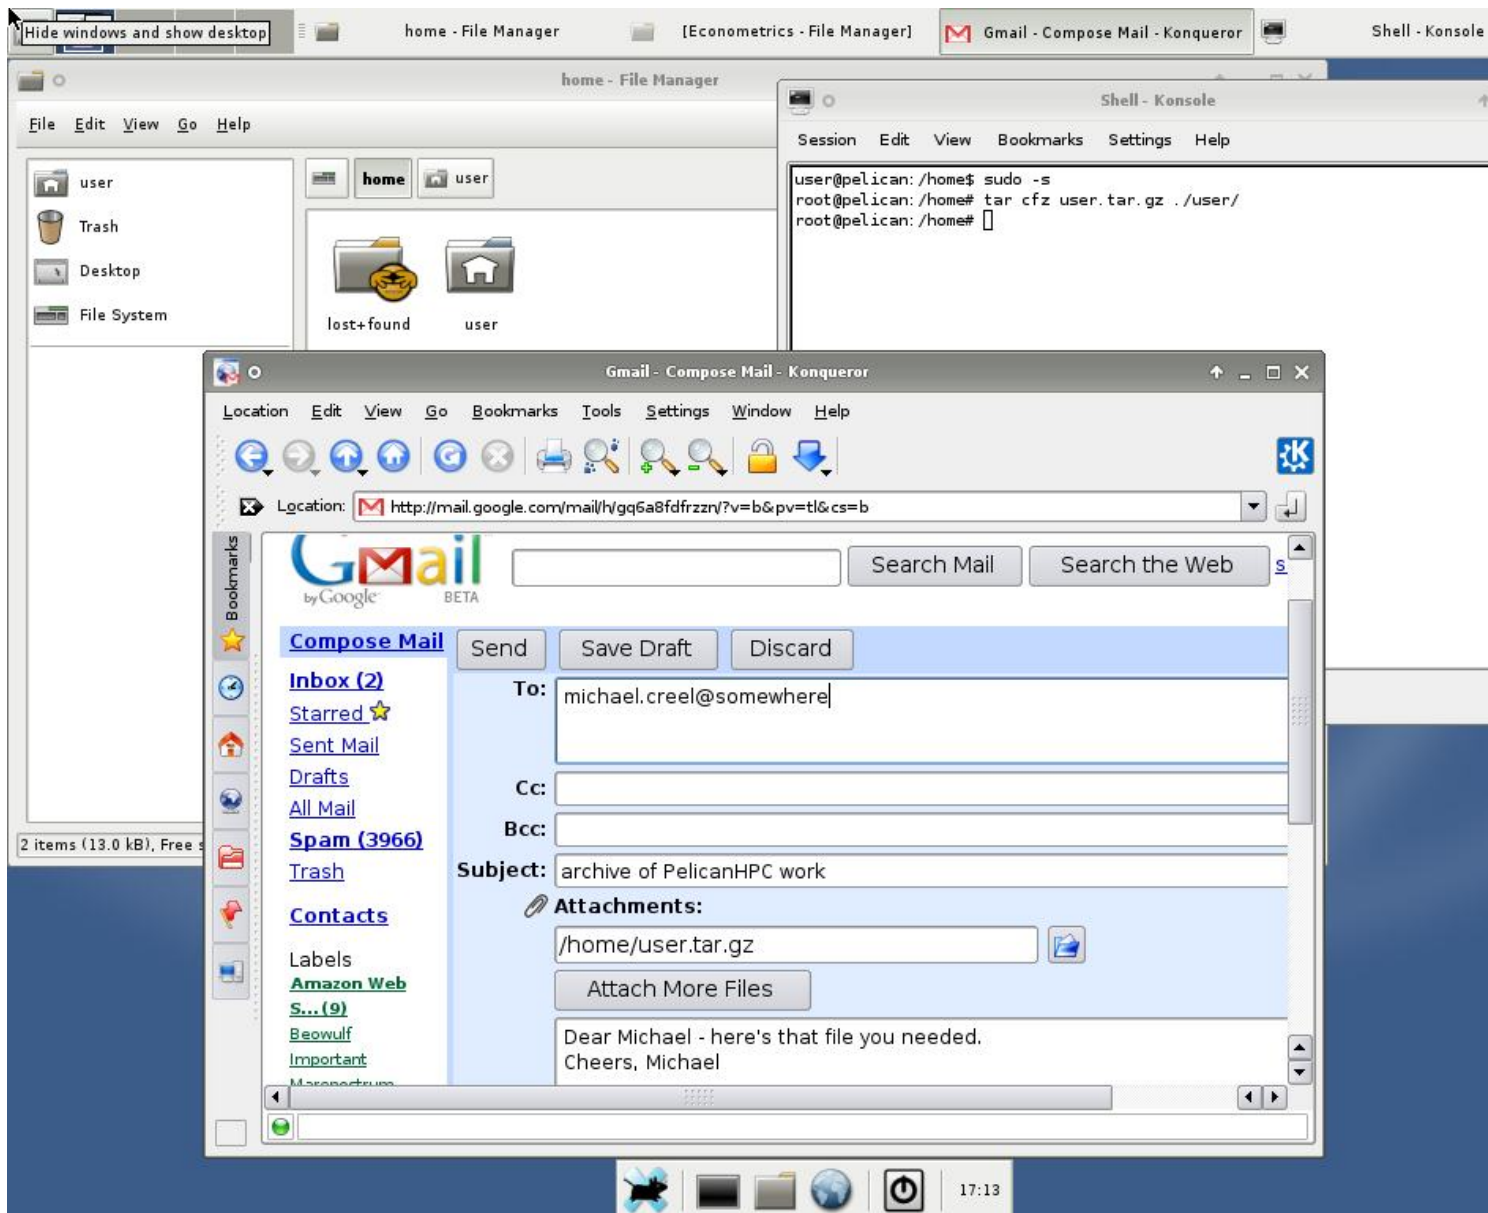 Hide windows and show desktop
home - File Manager
[Econometrics - File Manager]
Gmail - Compose Mail - Konqueror
Shell - Konsole
home - File Manager
File Edit View Go Help
user
Trash
Desktop
File System
home
user
lost+found
user
2 items (13.0 kB), Free
Shell - Konsole
Session Edit View Bookmarks Settings Help
user@pelican:/home$ sudo -s
root@pelican:/home# tar cfz user.tar.gz ./user/
root@pelican:/home#
Gmail - Compose Mail - Konqueror
Location Edit View Go Bookmarks Tools Settings Window Help
Location: http://mail.google.com/mail/h/gq6a8fdfrzzn/?v=b&pv=tl&cs=b
Bookmarks
Gmail
by Google BETA
Search Mail
Search the Web
s
Compose Mail
Send
Save Draft
Discard
Inbox (2)
Starred
Sent Mail
Drafts
All Mail
Spam (3966)
Trash
Contacts
Labels
Amazon Web
S... (9)
Beowulf
Important
To: michael.creel@somewhere
Cc:
Bcc:
Subject: archive of PelicanHPC work
Attachments:
/home/user.tar.gz
Attach More Files
Dear Michael - here's that file you needed.
Cheers, Michael
17:13